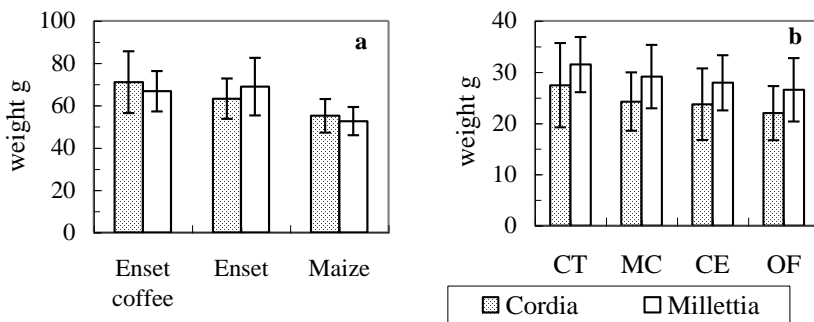 100
80
60
40
20
0
weight g
a
Enset coffee
Enset
Maize
40
30
20
10
0
weight g
b
CT
MC
CE
OF
Cordia
Millettia